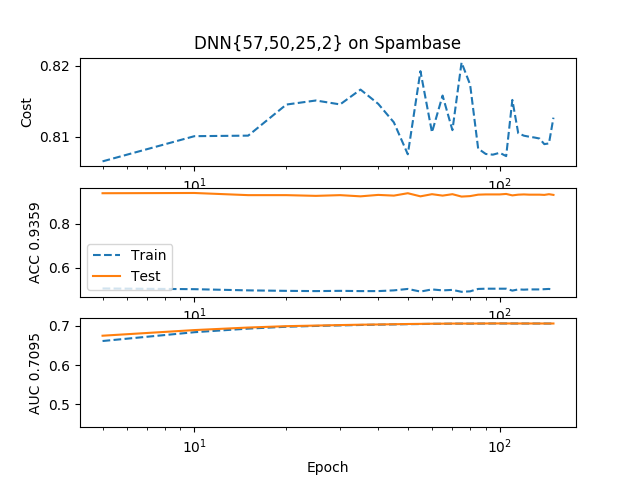 DNN{57,50,25,2} on Spambase
Cost
0.82
0.81
10¹
10²
ACC 0.9359
0.8
0.6
Train
Test
10¹
10²
AUC 0.7095
0.7
0.6
0.5
10¹
10²
Epoch